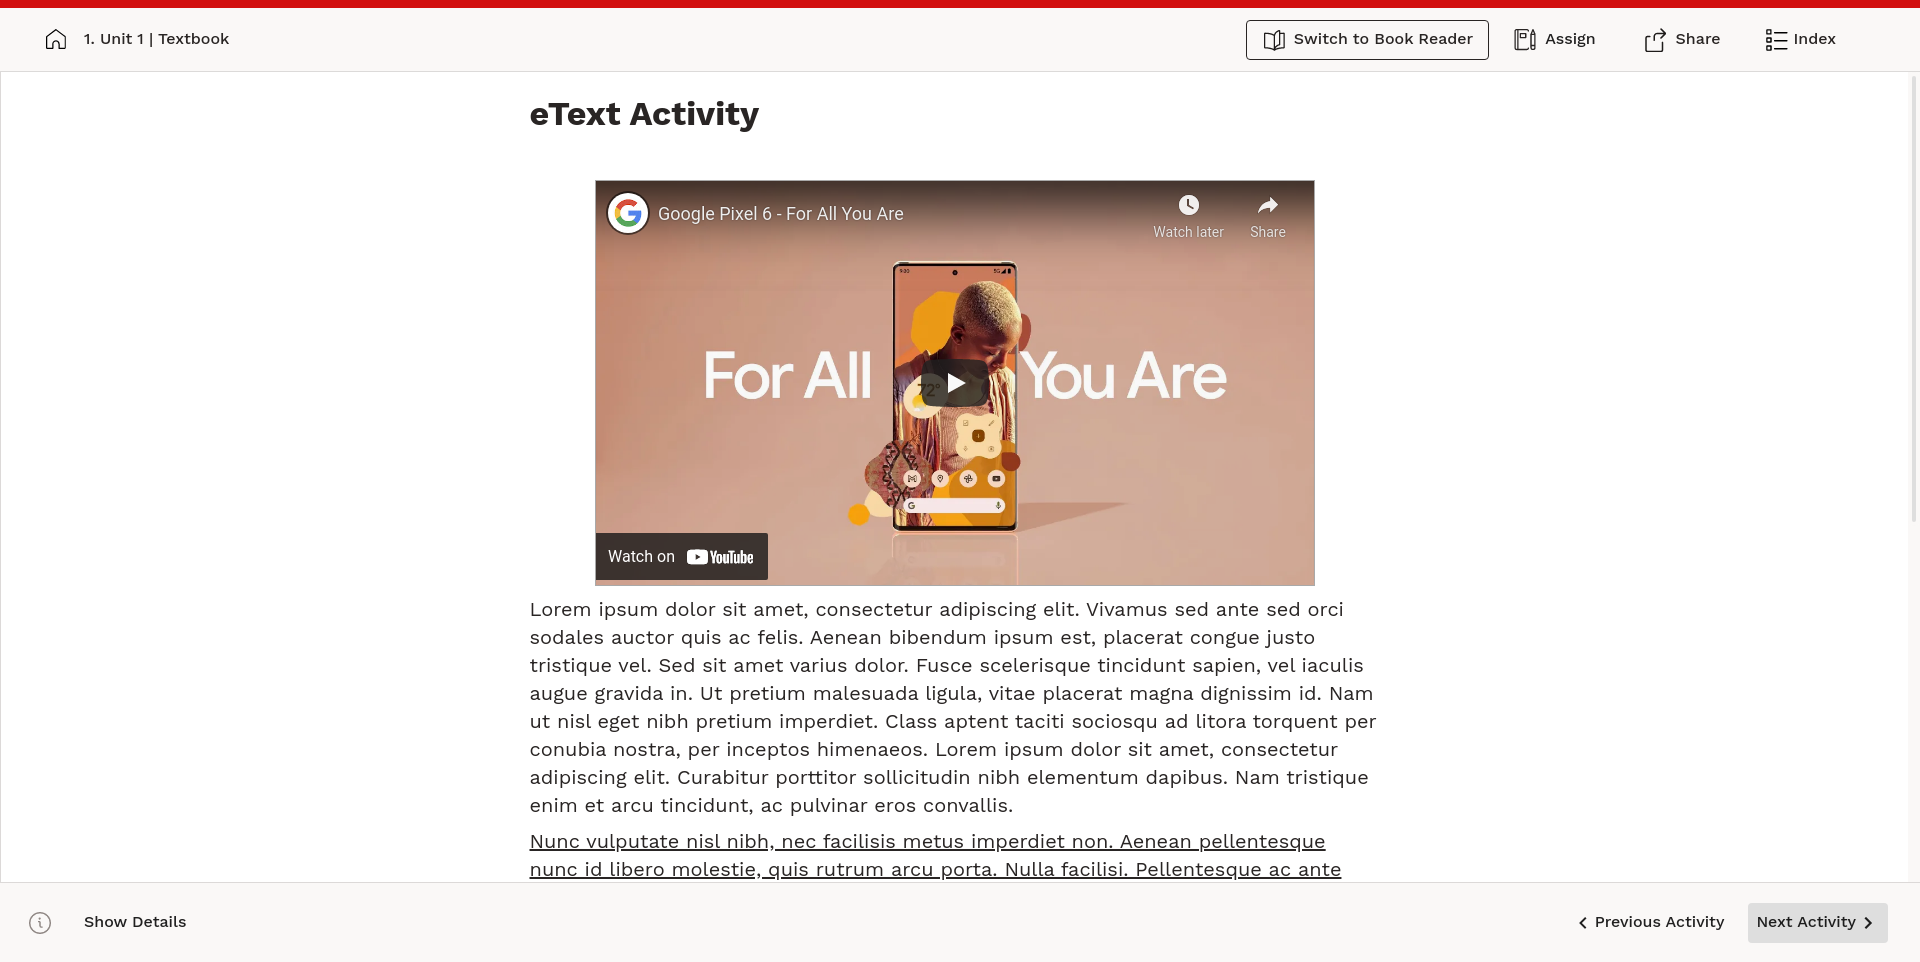 1. Unit 1 | Textbook
Switch to Book Reader
Assign
Share
Index
eText Activity
Google Pixel 6 - For All You Are
Watch later
Share
9:00
5G
For All You Are
72°
Watch on YouTube
Lorem ipsum dolor sit amet, consectetur adipiscing elit. Vivamus sed ante sed orci
sodales auctor quis ac felis. Aenean bibendum ipsum est, placerat congue justo
tristique vel. Sed sit amet varius dolor. Fusce scelerisque tincidunt sapien, vel iaculis
augue gravida in. Ut pretium malesuada ligula, vitae placerat magna dignissim id. Nam
ut nisl eget nibh pretium imperdiet. Class aptent taciti sociosqu ad litora torquent per
conubia nostra, per inceptos himenaeos. Lorem ipsum dolor sit amet, consectetur
adipiscing elit. Curabitur porttitor sollicitudin nibh elementum dapibus. Nam tristique
enim et arcu tincidunt, ac pulvinar eros convallis.
Nunc vulputate nisl nibh, nec facilisis metus imperdiet non. Aenean pellentesque
nunc id libero molestie, quis rutrum arcu porta. Nulla facilisi. Pellentesque ac ante
Show Details
Previous Activity
Next Activity